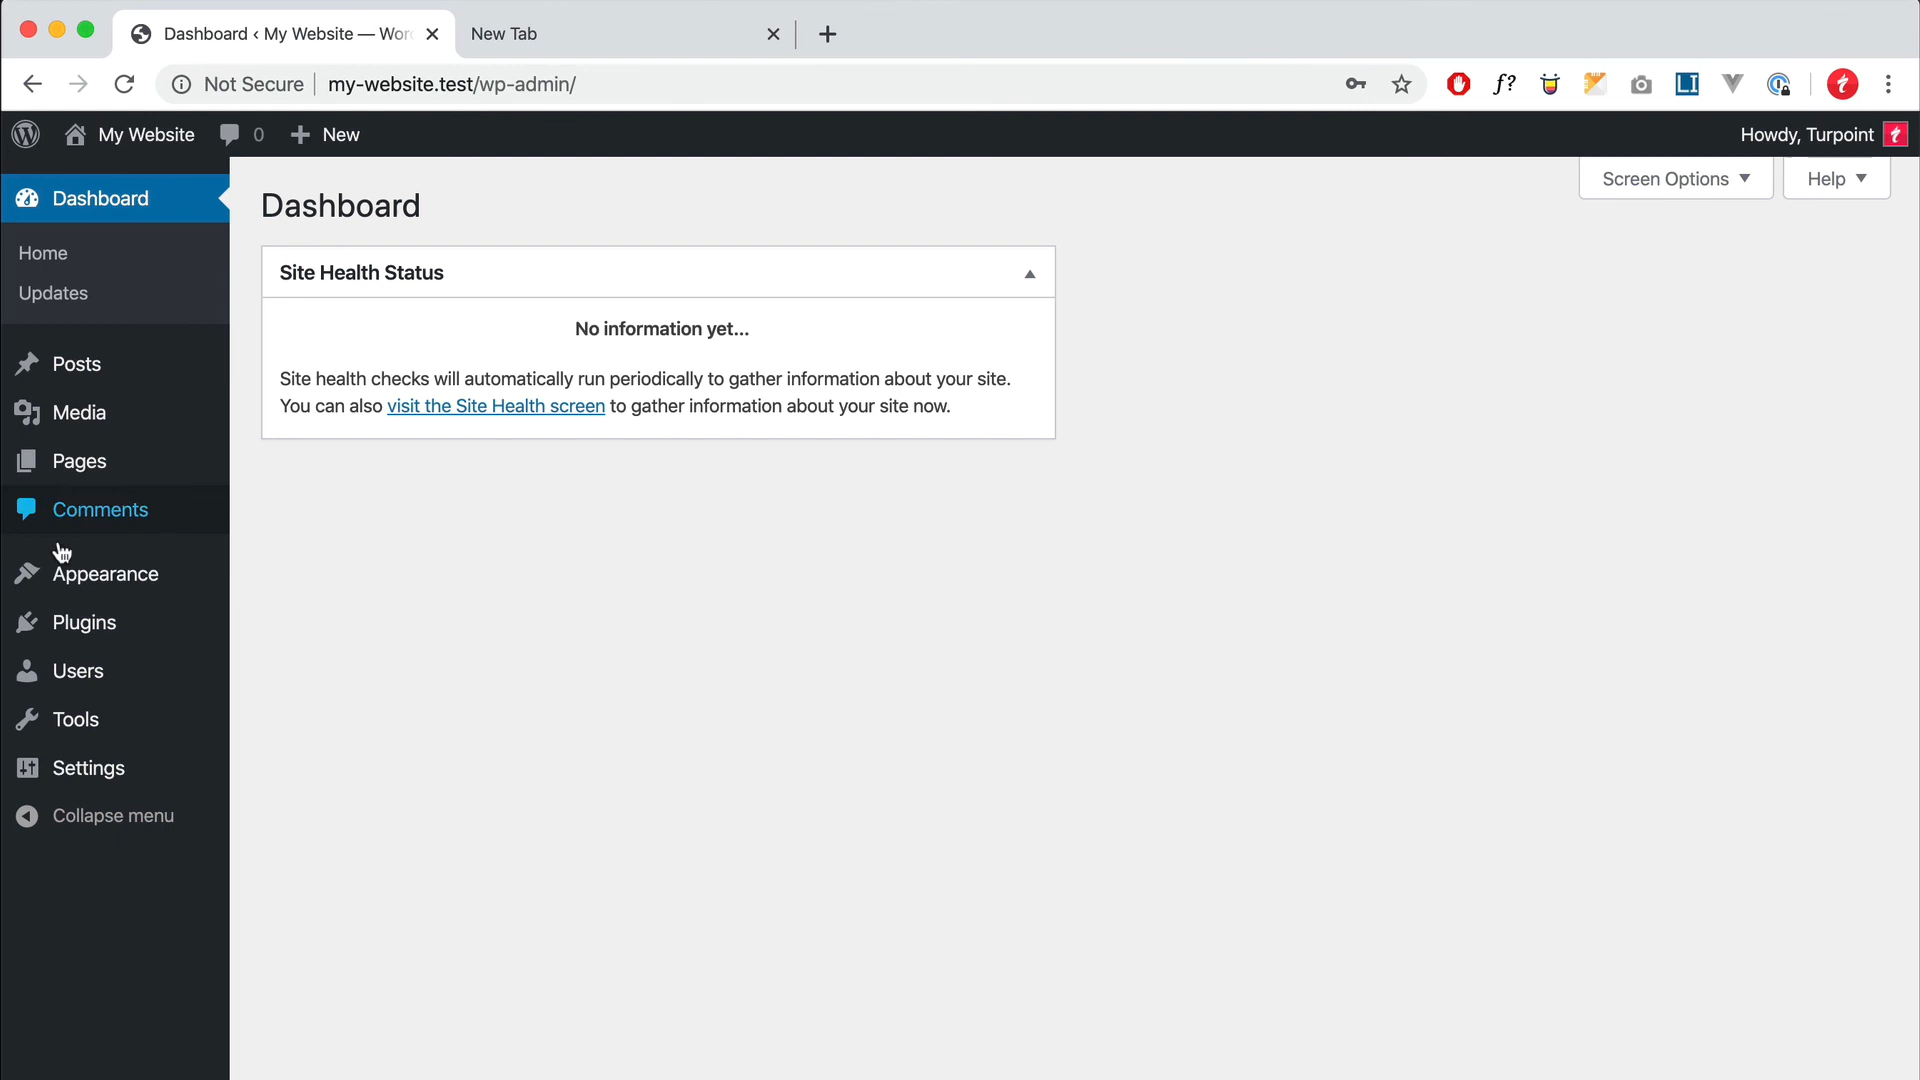 Dashboard ‹ My Website — Wor
New Tab
Not Secure
my-website.test/wp-admin/
f?
LI
t
My Website
0
New
Howdy, Turpoint
Screen Options
Help
Dashboard
Home
Updates
Posts
Media
Pages
Comments
Appearance
Plugins
Users
Tools
Settings
Collapse menu
Dashboard
Site Health Status
No information yet...
Site health checks will automatically run periodically to gather information about your site.
You can also visit the Site Health screen to gather information about your site now.